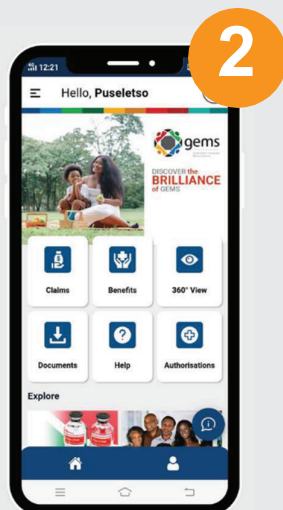 2
12:21
Hello, Puseletso
gems
DISCOVER the
BRILLIANCE
of GEMS
Claims
Benefits
360° View
Documents
Help
Authorisations
Explore